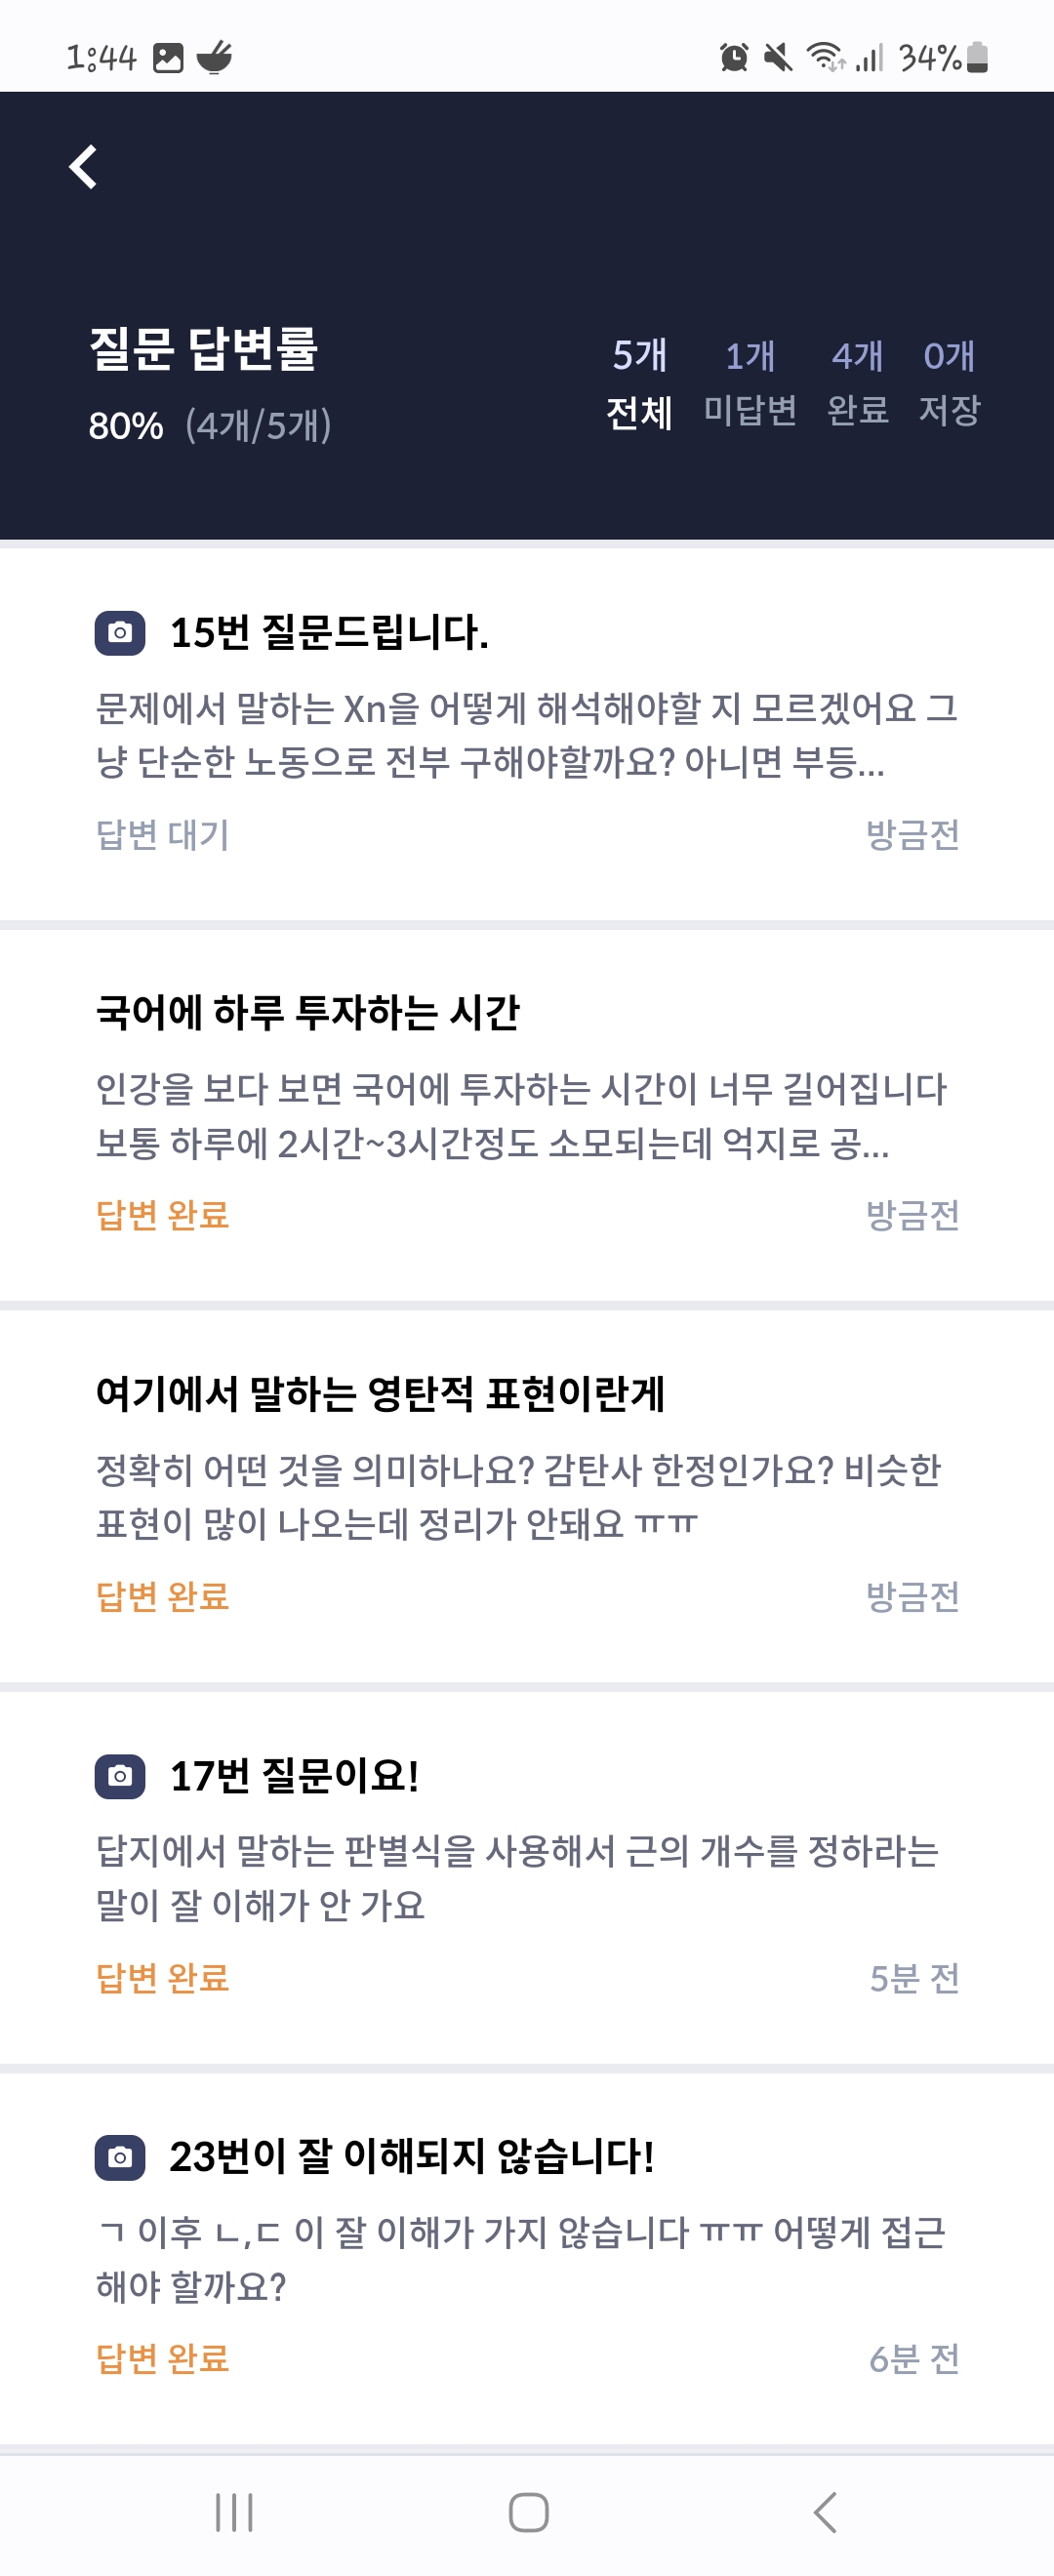 1:44 34%
질문 답변률
80% (4개/5개)
5개 1개 4개 0개
전체 미답변 완료 저장
15번 질문드립니다.
문제에서 말하는 Xn을 어떻게 해석해야할 지 모르겠어요 그
냥 단순한 노동으로 전부 구해야할까요? 아니면 부등...
답변 대기 방금전
국어에 하루 투자하는 시간
인강을 보다 보면 국어에 투자하는 시간이 너무 길어집니다
보통 하루에 2시간~3시간정도 소모되는데 억지로 공...
답변 완료 방금전
여기에서 말하는 영탄적 표현이란게
정확히 어떤 것을 의미하나요? 감탄사 한정인가요? 비슷한
표현이 많이 나오는데 정리가 안돼요 ㅠㅠ
답변 완료 방금전
17번 질문이요!
답지에서 말하는 판별식을 사용해서 근의 개수를 정하라는
말이 잘 이해가 안 가요
답변 완료 5분 전
23번이 잘 이해되지 않습니다!
ㄱ 이후 ㄴ,ㄷ 이 잘 이해가 가지 않습니다 ㅠㅠ 어떻게 접근
해야 할까요?
답변 완료 6분 전